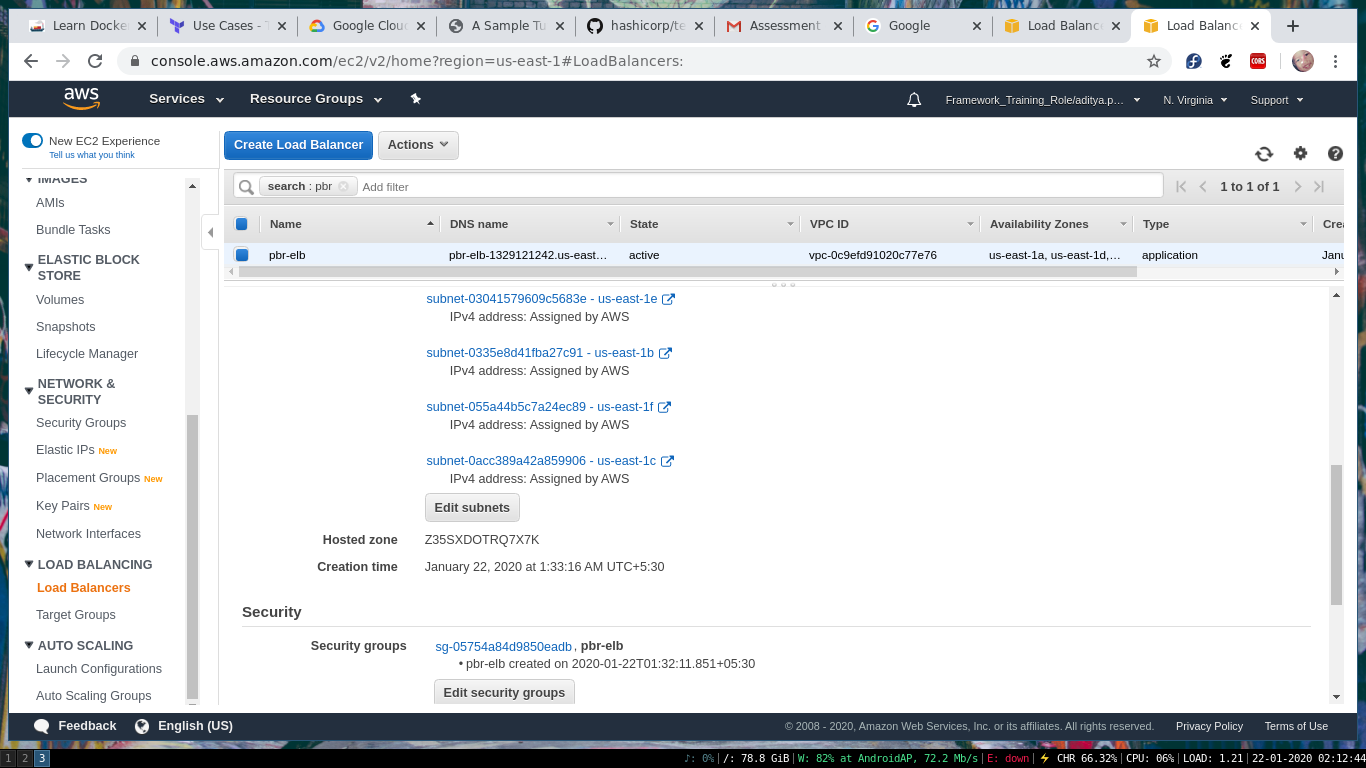 Learn Docker
Use Cases - T
Google Cloud
A Sample Tu
hashicorp/te
Assessment
Google
Load Balance
Load Balance
console.aws.amazon.com/ec2/v2/home?region=us-east-1#LoadBalancers:
CORS
aws
Services
Resource Groups
Framework_Training_Role/aditya.p…
N. Virginia
Support
New EC2 Experience
Tell us what you think
IMAGES
AMIs
Bundle Tasks
ELASTIC BLOCK
STORE
Volumes
Snapshots
Lifecycle Manager
NETWORK &
SECURITY
Security Groups
Elastic IPs New
Placement Groups New
Key Pairs New
Network Interfaces
LOAD BALANCING
Load Balancers
Target Groups
AUTO SCALING
Launch Configurations
Auto Scaling Groups
Create Load Balancer
Actions
search : pbr
Add filter
1 to 1 of 1
Name DNS name State VPC ID Availability Zones Type Crea
pbr-elb pbr-elb-1329121242.us-east… active vpc-0c9efd91020c77e76 us-east-1a, us-east-1d,… application Janu
subnet-03041579609c5683e - us-east-1e
IPv4 address: Assigned by AWS
subnet-0335e8d41fba27c91 - us-east-1b
IPv4 address: Assigned by AWS
subnet-055a44b5c7a24ec89 - us-east-1f
IPv4 address: Assigned by AWS
subnet-0acc389a42a859906 - us-east-1c
IPv4 address: Assigned by AWS
Edit subnets
Hosted zone Z35SXDOTRQ7X7K
Creation time January 22, 2020 at 1:33:16 AM UTC+5:30
Security
Security groups sg-05754a84d9850eadb, pbr-elb
• pbr-elb created on 2020-01-22T01:32:11.851+05:30
Edit security groups
Feedback
English (US)
© 2008 - 2020, Amazon Web Services, Inc. or its affiliates. All rights reserved.
Privacy Policy
Terms of Use
1 2 3
♪: 0%|/: 78.8 GiB|W: 82% at AndroidAP, 72.2 Mb/s|E: down|⚡ CHR 66.32%|CPU: 06%|LOAD: 1.21|22-01-2020 02:12:44